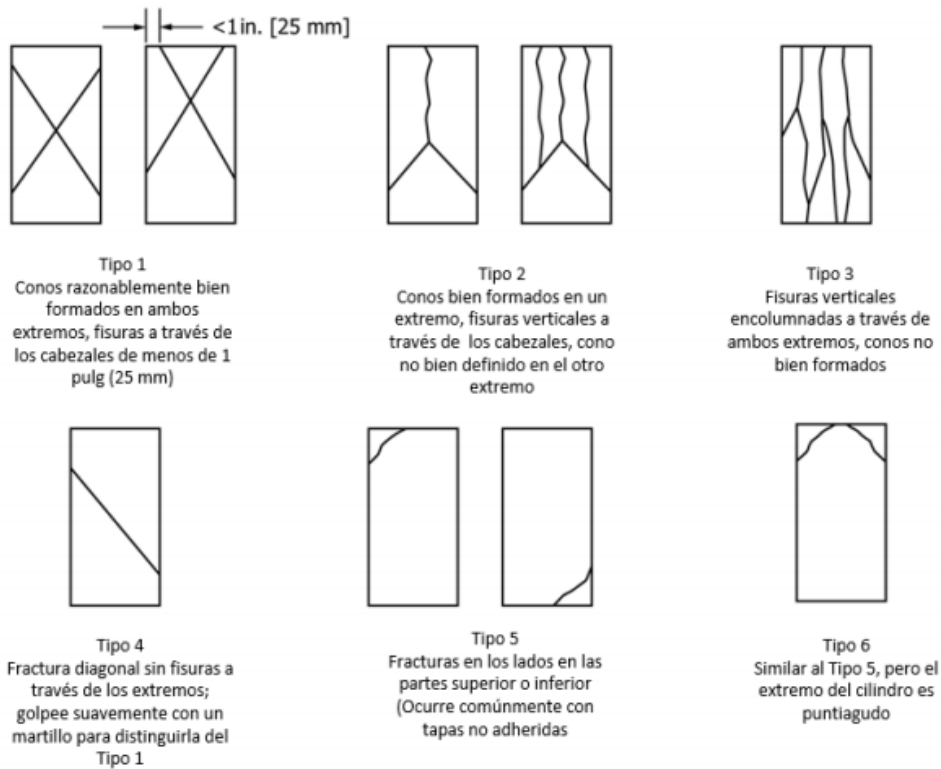 <1in. [25 mm]
Tipo 1
Conos razonablemente bien
formados en ambos
extremos, fisuras a través de
los cabezales de menos de 1
pulg (25 mm)
Tipo 2
Conos bien formados en un
extremo, fisuras verticales a
través de los cabezales, cono
no bien definido en el otro
extremo
Tipo 3
Fisuras verticales
encolumnadas a través de
ambos extremos, conos no
bien formados
Tipo 4
Fractura diagonal sin fisuras a
través de los extremos;
golpee suavemente con un
martillo para distinguirla del
Tipo 1
Tipo 5
Fracturas en los lados en las
partes superior o inferior
(Ocurre comúnmente con
tapas no adheridas
Tipo 6
Similar al Tipo 5, pero el
extremo del cilindro es
puntiagudo